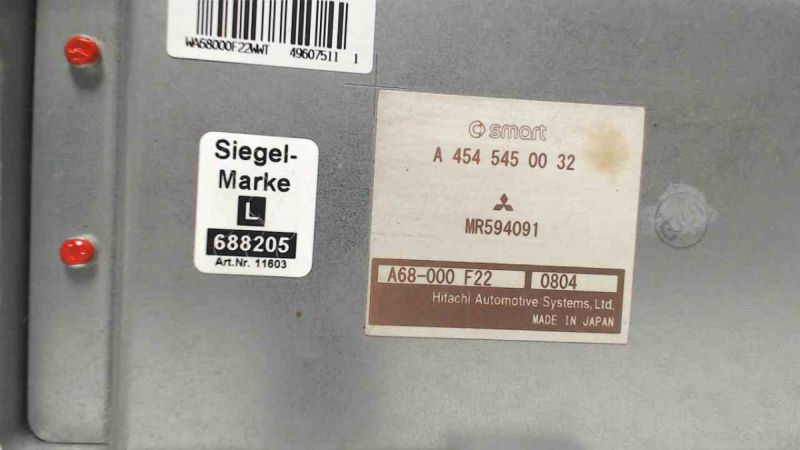 WA68000F22WWT 49607511 1
Siegel-
Marke
L
688205
Art.Nr. 11603
smart
A 454 545 00 32
MR594091
A68-000 F22 0804
Hitachi Automotive Systems, Ltd.
MADE IN JAPAN